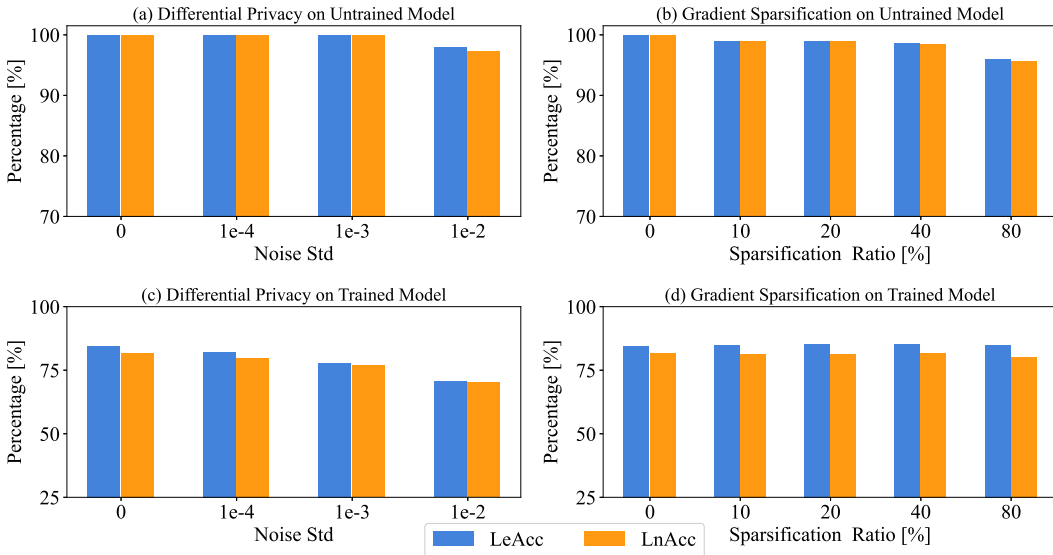 (a) Differential Privacy on Untrained Model
Percentage [%]
100
90
80
70
0 1e-4 1e-3 1e-2
Noise Std
(b) Gradient Sparsification on Untrained Model
Percentage [%]
100
90
80
70
0 10 20 40 80
Sparsification Ratio [%]
(c) Differential Privacy on Trained Model
Percentage [%]
100
75
50
25
0 1e-4 1e-3 1e-2
Noise Std
(d) Gradient Sparsification on Trained Model
Percentage [%]
100
75
50
25
0 10 20 40 80
Sparsification Ratio [%]
LeAcc LnAcc